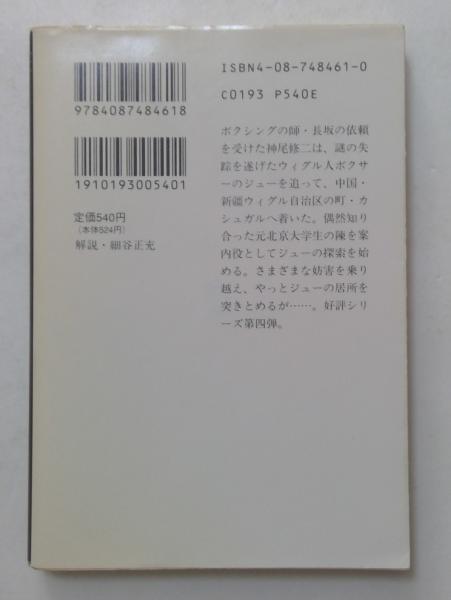 ISBN4-08-748461-0
C0193 P540E
9784087484618
1910193005401
定価540円
(本体524円)
解説・細谷正充
ボクシングの師・長坂の依頼
を受けた神尾修二は、謎の失
踪を遂げたウィグル人ボクサ
ーのジューを追って、中国・
新疆ウィグル自治区の町・カ
シュガルへ着いた。偶然知り
合った元北京大学生の陳を案
内役としてジューの探索を始
める。さまざまな妨害を乗り
越え、やっとジューの居所を
突きとめるが……。好評シリ
ーズ第四弾。